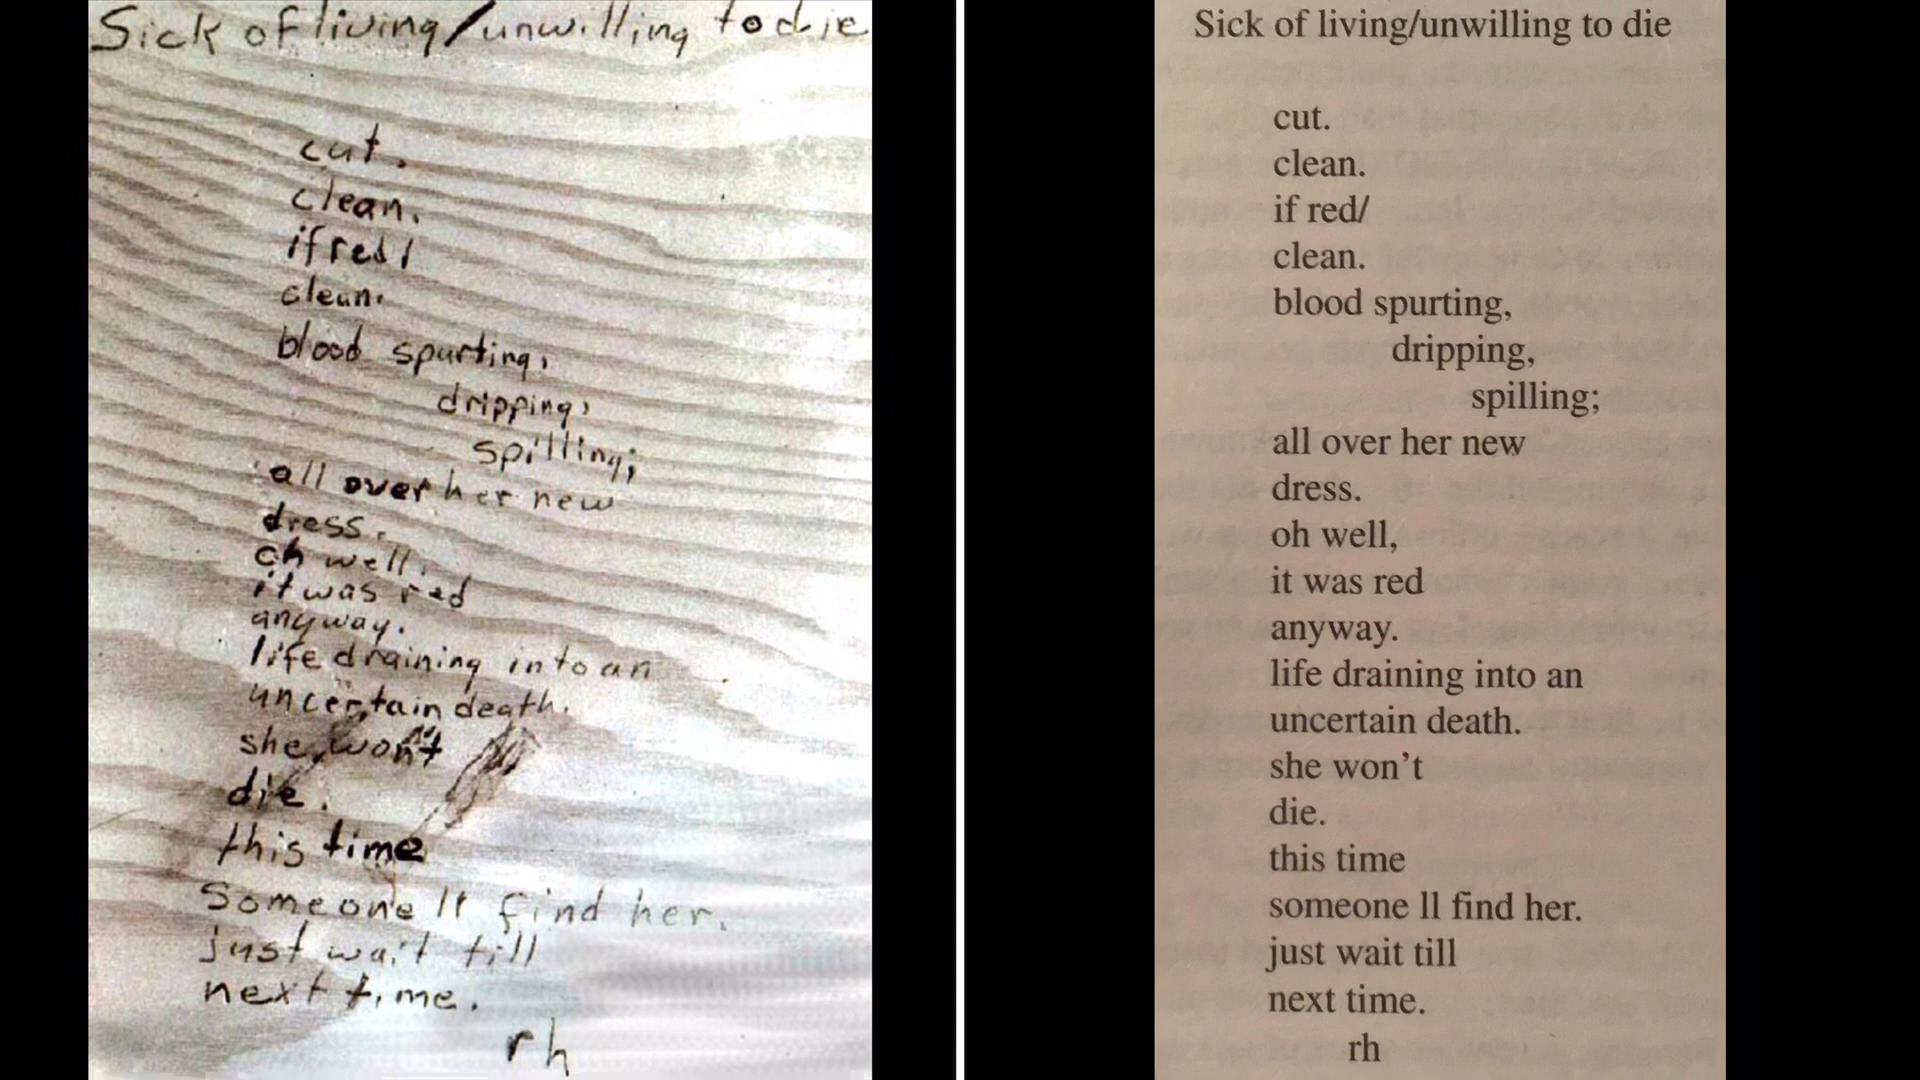 Sick of living/unwilling to die
cut.
clean.
if red/
clean.
blood spurting,
dripping,
spilling;
all over her new
dress.
oh well.
it was red
anyway.
life draining into an
uncertain death.
she won't
die.
this time
someone ll find her.
just wait till
next time.
rh
Sick of living/unwilling to die
cut.
clean.
if red/
clean.
blood spurting,
dripping,
spilling;
all over her new
dress.
oh well,
it was red
anyway.
life draining into an
uncertain death.
she won’t
die.
this time
someone ll find her.
just wait till
next time.
rh